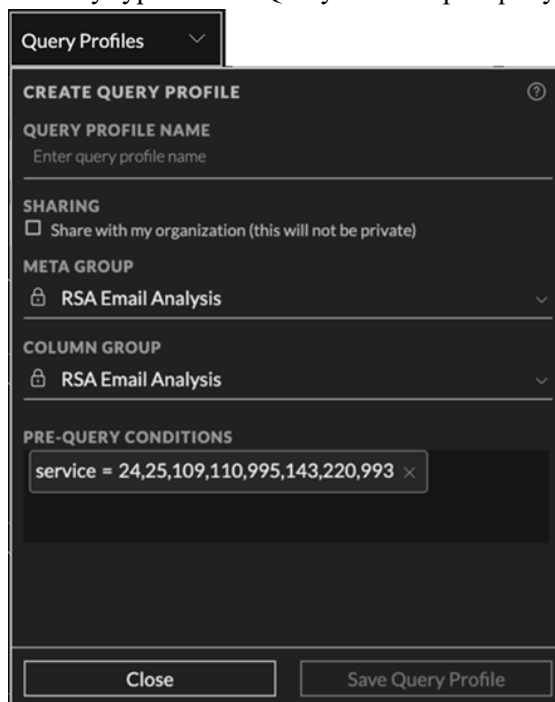 Query Profiles
CREATE QUERY PROFILE
QUERY PROFILE NAME
Enter query profile name
SHARING
Share with my organization (this will not be private)
META GROUP
RSA Email Analysis
COLUMN GROUP
RSA Email Analysis
PRE-QUERY CONDITIONS
service = 24,25,109,110,995,143,220,993 ×
Close Save Query Profile